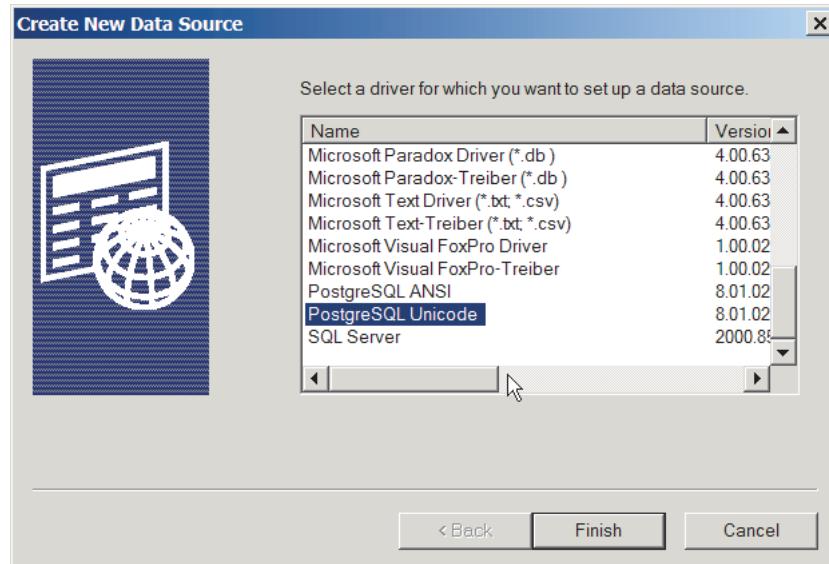 Create New Data Source
Select a driver for which you want to set up a data source.
Name Version
Microsoft Paradox Driver (*.db ) 4.00.63
Microsoft Paradox-Treiber (*.db ) 4.00.63
Microsoft Text Driver (*.txt; *.csv) 4.00.63
Microsoft Text-Treiber (*.txt; *.csv) 4.00.63
Microsoft Visual FoxPro Driver 1.00.02
Microsoft Visual FoxPro-Treiber 1.00.02
PostgreSQL ANSI 8.01.02
PostgreSQL Unicode 8.01.02
SQL Server 2000.85
< Back Finish Cancel